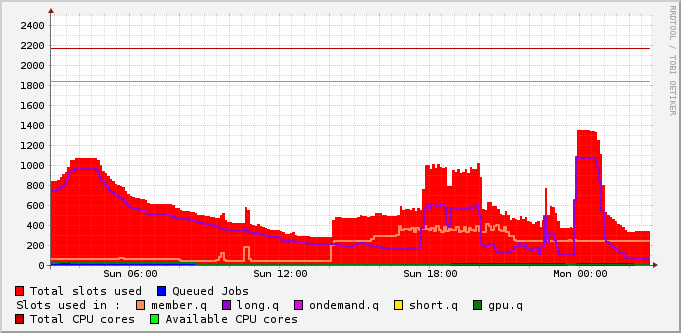 RRDTOOL / TOBI OETIKER
2400
2200
2000
1800
1600
1400
1200
1000
800
600
400
200
0
Sun 06:00 Sun 12:00 Sun 18:00 Mon 00:00
Total slots used Queued Jobs
Slots used in : member.q long.q ondemand.q short.q gpu.q
Total CPU cores Available CPU cores